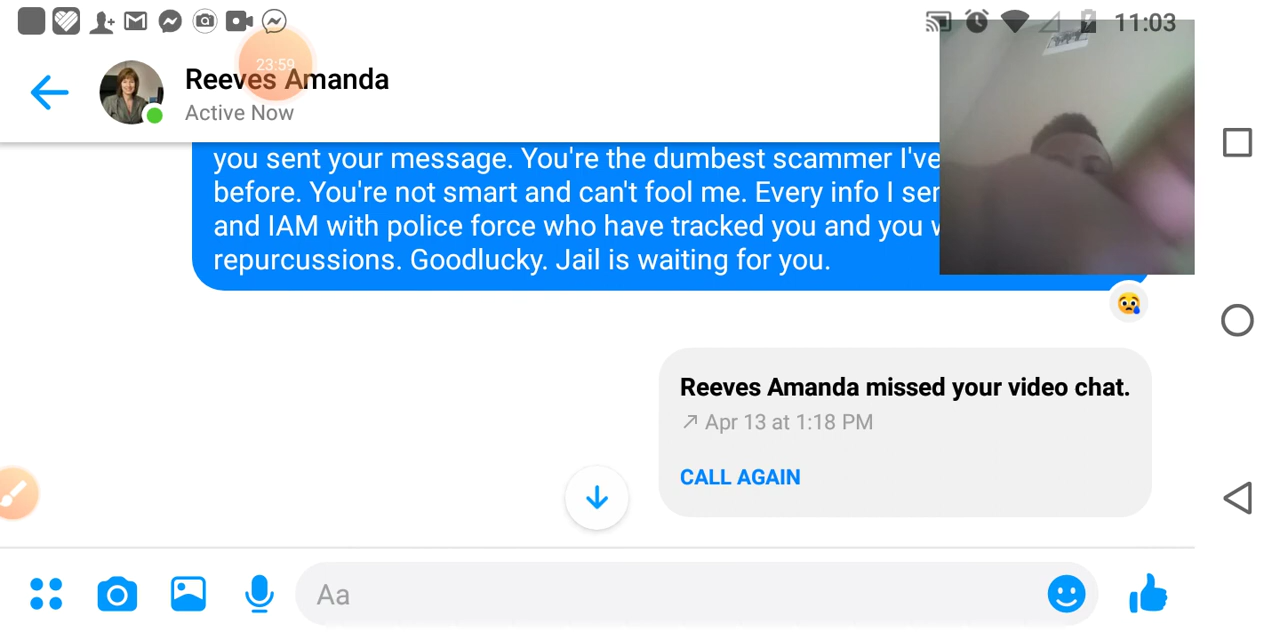 11:03
23:59
Reeves Amanda
Active Now
you sent your message. You're the dumbest scammer I've
before. You're not smart and can't fool me. Every info I
and IAM with police force who have tracked you and you
repurcussions. Goodlucky. Jail is waiting for you.
Reeves Amanda missed your video chat.
Apr 13 at 1:18 PM
CALL AGAIN
Aa